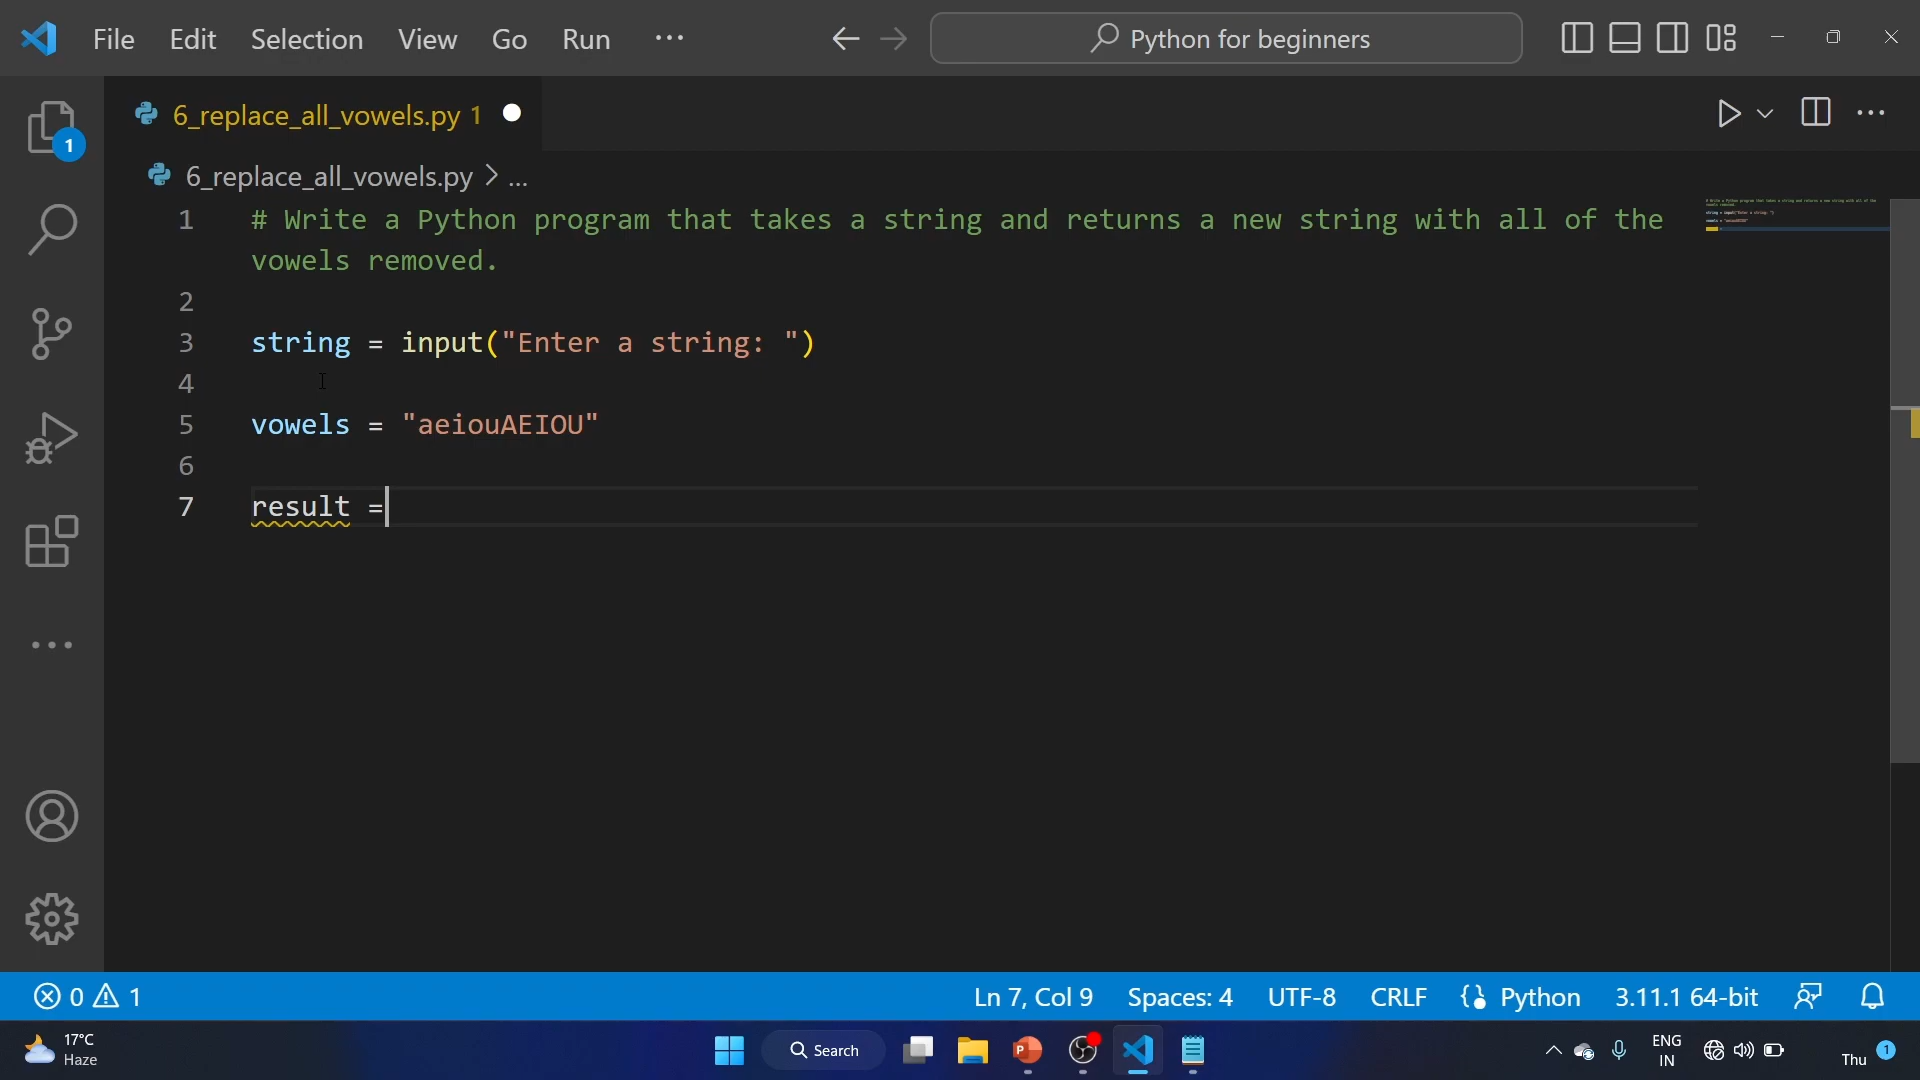 File Edit Selection View Go Run ... Python for beginners
1
6_replace_all_vowels.py 1
6_replace_all_vowels.py > ...
1 # Write a Python program that takes a string and returns a new string with all of the
vowels removed.
2
3 string = input("Enter a string: ")
4
5 vowels = "aeiouAEIOU"
6
7 result =
0 1 Ln 7, Col 9 Spaces: 4 UTF-8 CRLF Python 3.11.1 64-bit
17°C
Haze
Search
ENG
IN
Thu 1